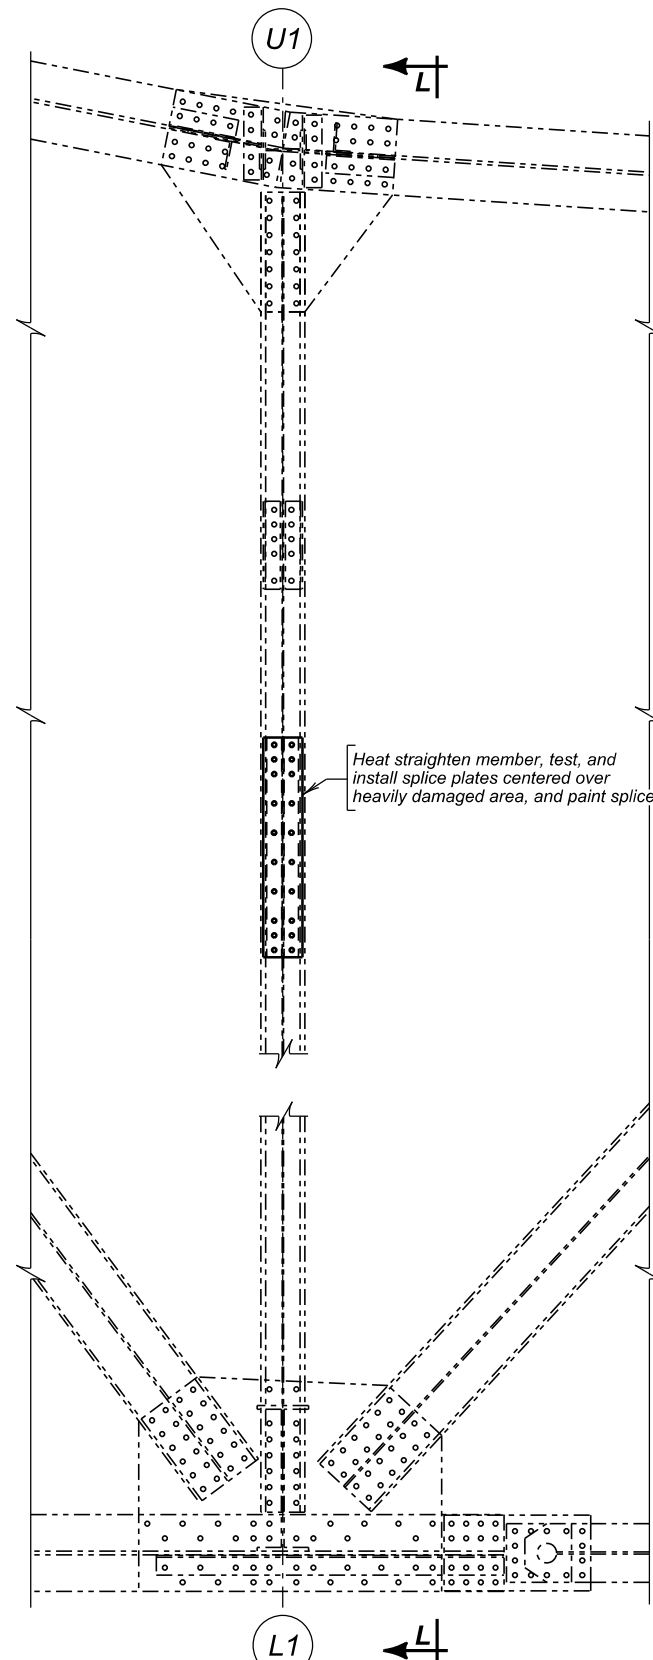 U1
L
Heat straighten member, test, and
install splice plates centered over
heavily damaged area, and paint splice
L
L1